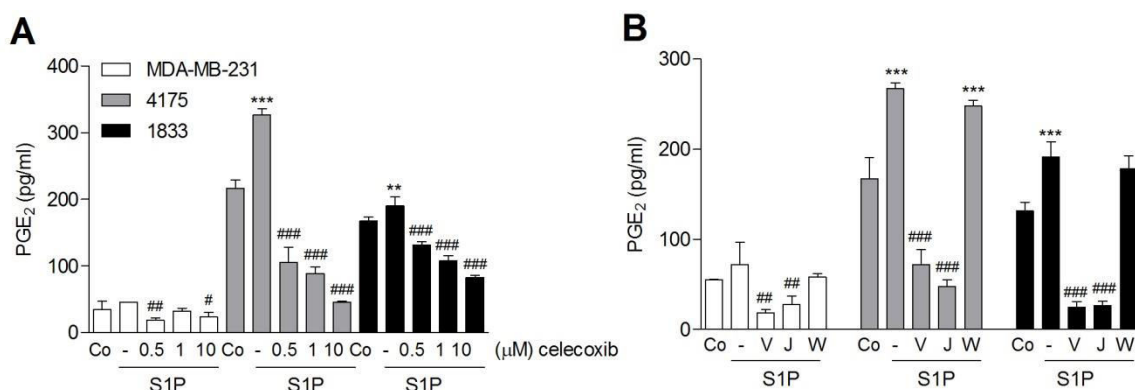 A
B
400
300
200
100
0
PGE2 (pg/ml)
MDA-MB-231
4175
1833
## # *** ### ### ### ** ### ### ###
Co - 0.5 1 10 Co - 0.5 1 10 Co - 0.5 1 10 (μM) celecoxib
S1P S1P S1P
300
200
100
0
PGE2 (pg/ml)
## ## *** ### ### *** *** ### ###
Co - V J W Co - V J W Co - V J W
S1P S1P S1P